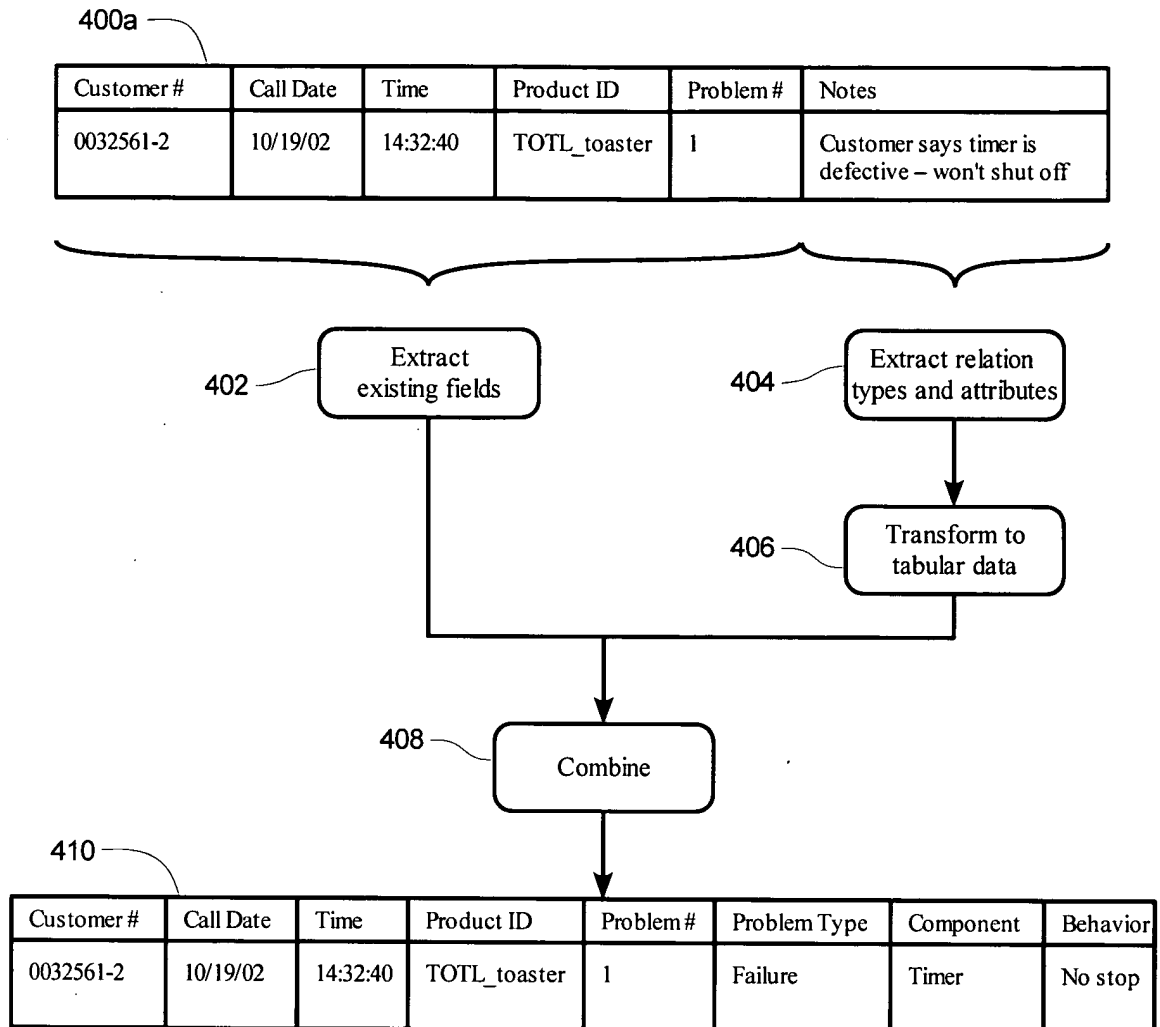 400a
Customer # Call Date Time Product ID Problem # Notes
0032561-2 10/19/02 14:32:40 TOTL_toaster 1 Customer says timer is
defective – won't shut off
402
Extract
existing fields
404
Extract relation
types and attributes
406
Transform to
tabular data
408
Combine
410
Customer # Call Date Time Product ID Problem # Problem Type Component Behavior
0032561-2 10/19/02 14:32:40 TOTL_toaster 1 Failure Timer No stop